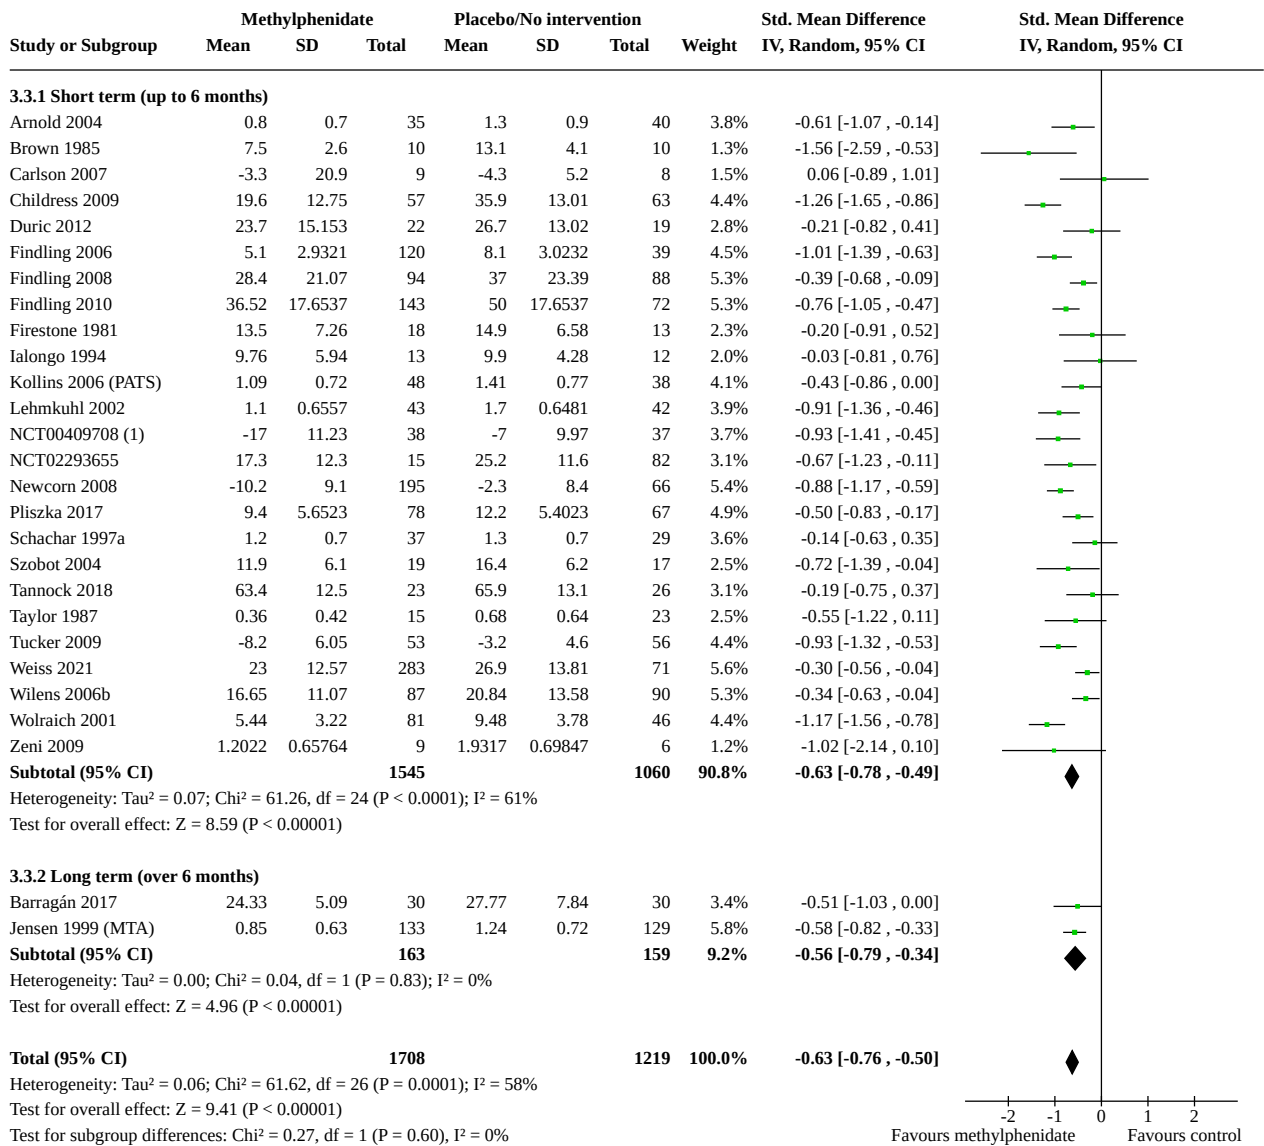 Methylphenidate Placebo/No intervention Std. Mean Difference Std. Mean Difference
Study or Subgroup Mean SD Total Mean SD Total Weight IV, Random, 95% CI IV, Random, 95% CI
3.3.1 Short term (up to 6 months)
Arnold 2004 0.8 0.7 35 1.3 0.9 40 3.8% -0.61 [-1.07 , -0.14]
Brown 1985 7.5 2.6 10 13.1 4.1 10 1.3% -1.56 [-2.59 , -0.53]
Carlson 2007 -3.3 20.9 9 -4.3 5.2 8 1.5% 0.06 [-0.89 , 1.01]
Childress 2009 19.6 12.75 57 35.9 13.01 63 4.4% -1.26 [-1.65 , -0.86]
Duric 2012 23.7 15.153 22 26.7 13.02 19 2.8% -0.21 [-0.82 , 0.41]
Findling 2006 5.1 2.9321 120 8.1 3.0232 39 4.5% -1.01 [-1.39 , -0.63]
Findling 2008 28.4 21.07 94 37 23.39 88 5.3% -0.39 [-0.68 , -0.09]
Findling 2010 36.52 17.6537 143 50 17.6537 72 5.3% -0.76 [-1.05 , -0.47]
Firestone 1981 13.5 7.26 18 14.9 6.58 13 2.3% -0.20 [-0.91 , 0.52]
Ialongo 1994 9.76 5.94 13 9.9 4.28 12 2.0% -0.03 [-0.81 , 0.76]
Kollins 2006 (PATS) 1.09 0.72 48 1.41 0.77 38 4.1% -0.43 [-0.86 , 0.00]
Lehmkuhl 2002 1.1 0.6557 43 1.7 0.6481 42 3.9% -0.91 [-1.36 , -0.46]
NCT00409708 (1) -17 11.23 38 -7 9.97 37 3.7% -0.93 [-1.41 , -0.45]
NCT02293655 17.3 12.3 15 25.2 11.6 82 3.1% -0.67 [-1.23 , -0.11]
Newcorn 2008 -10.2 9.1 195 -2.3 8.4 66 5.4% -0.88 [-1.17 , -0.59]
Pliszka 2017 9.4 5.6523 78 12.2 5.4023 67 4.9% -0.50 [-0.83 , -0.17]
Schachar 1997a 1.2 0.7 37 1.3 0.7 29 3.6% -0.14 [-0.63 , 0.35]
Szobot 2004 11.9 6.1 19 16.4 6.2 17 2.5% -0.72 [-1.39 , -0.04]
Tannock 2018 63.4 12.5 23 65.9 13.1 26 3.1% -0.19 [-0.75 , 0.37]
Taylor 1987 0.36 0.42 15 0.68 0.64 23 2.5% -0.55 [-1.22 , 0.11]
Tucker 2009 -8.2 6.05 53 -3.2 4.6 56 4.4% -0.93 [-1.32 , -0.53]
Weiss 2021 23 12.57 283 26.9 13.81 71 5.6% -0.30 [-0.56 , -0.04]
Wilens 2006b 16.65 11.07 87 20.84 13.58 90 5.3% -0.34 [-0.63 , -0.04]
Wolraich 2001 5.44 3.22 81 9.48 3.78 46 4.4% -1.17 [-1.56 , -0.78]
Zeni 2009 1.2022 0.65764 9 1.9317 0.69847 6 1.2% -1.02 [-2.14 , 0.10]
Subtotal (95% CI) 1545 1060 90.8% -0.63 [-0.78 , -0.49]
Heterogeneity: Tau² = 0.07; Chi² = 61.26, df = 24 (P < 0.0001); I² = 61%
Test for overall effect: Z = 8.59 (P < 0.00001)
3.3.2 Long term (over 6 months)
Barragán 2017 24.33 5.09 30 27.77 7.84 30 3.4% -0.51 [-1.03 , 0.00]
Jensen 1999 (MTA) 0.85 0.63 133 1.24 0.72 129 5.8% -0.58 [-0.82 , -0.33]
Subtotal (95% CI) 163 159 9.2% -0.56 [-0.79 , -0.34]
Heterogeneity: Tau² = 0.00; Chi² = 0.04, df = 1 (P = 0.83); I² = 0%
Test for overall effect: Z = 4.96 (P < 0.00001)
Total (95% CI) 1708 1219 100.0% -0.63 [-0.76 , -0.50]
Heterogeneity: Tau² = 0.06; Chi² = 61.62, df = 26 (P = 0.0001); I² = 58%
Test for overall effect: Z = 9.41 (P < 0.00001)
-2 -1 0 1 2
Test for subgroup differences: Chi² = 0.27, df = 1 (P = 0.60), I² = 0% Favours methylphenidate Favours control